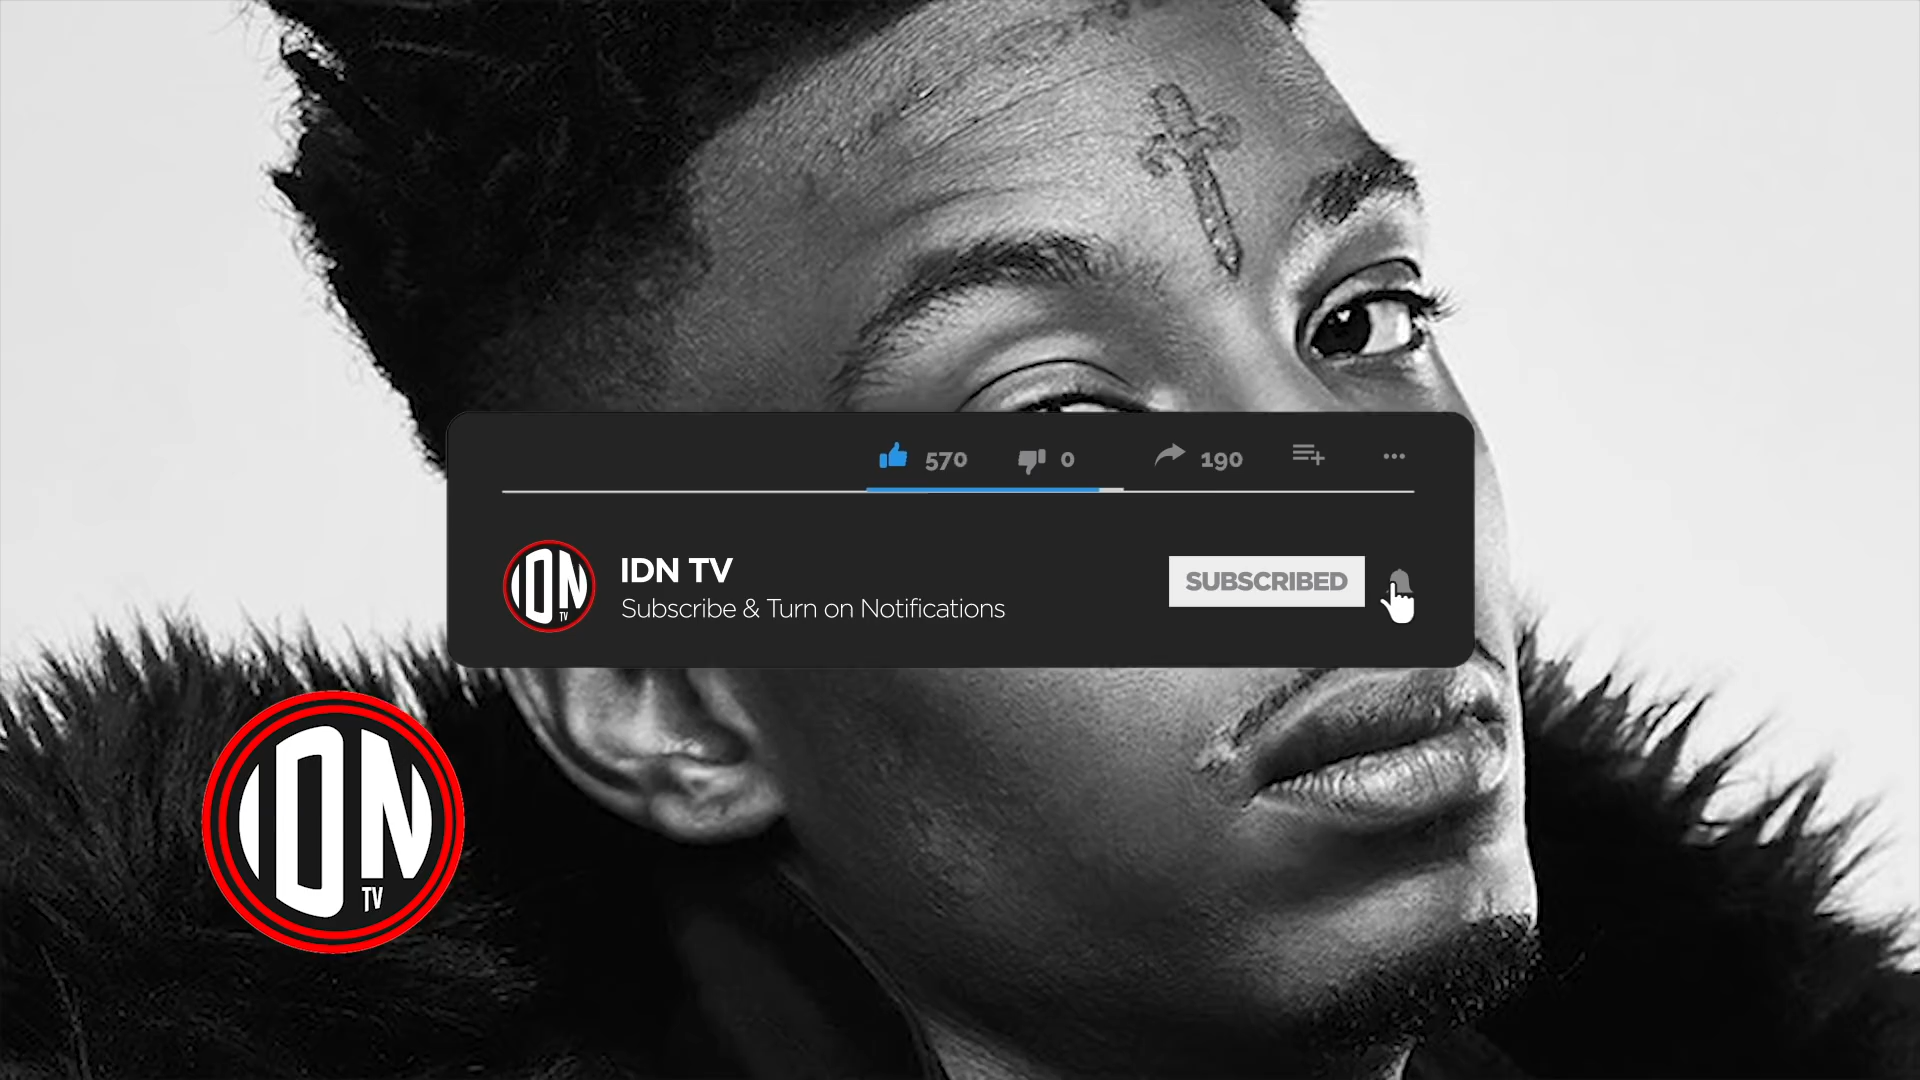 570 0 190
IDN TV
Subscribe & Turn on Notifications
SUBSCRIBED
IDN
TV
IDN
TV